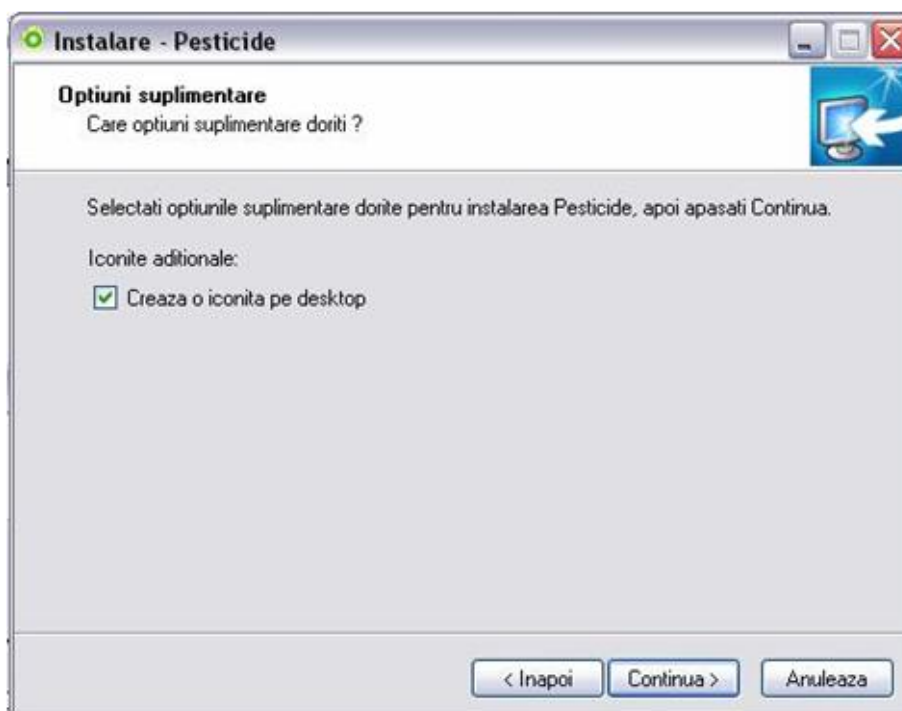 Instalare - Pesticide
Optiuni suplimentare
Care optiuni suplimentare doriti ?
Selectati optiunile suplimentare dorite pentru instalarea Pesticide, apoi apasati Continua.
Iconite aditionale:
Creaza o iconita pe desktop
< Inapoi Continua > Anuleaza